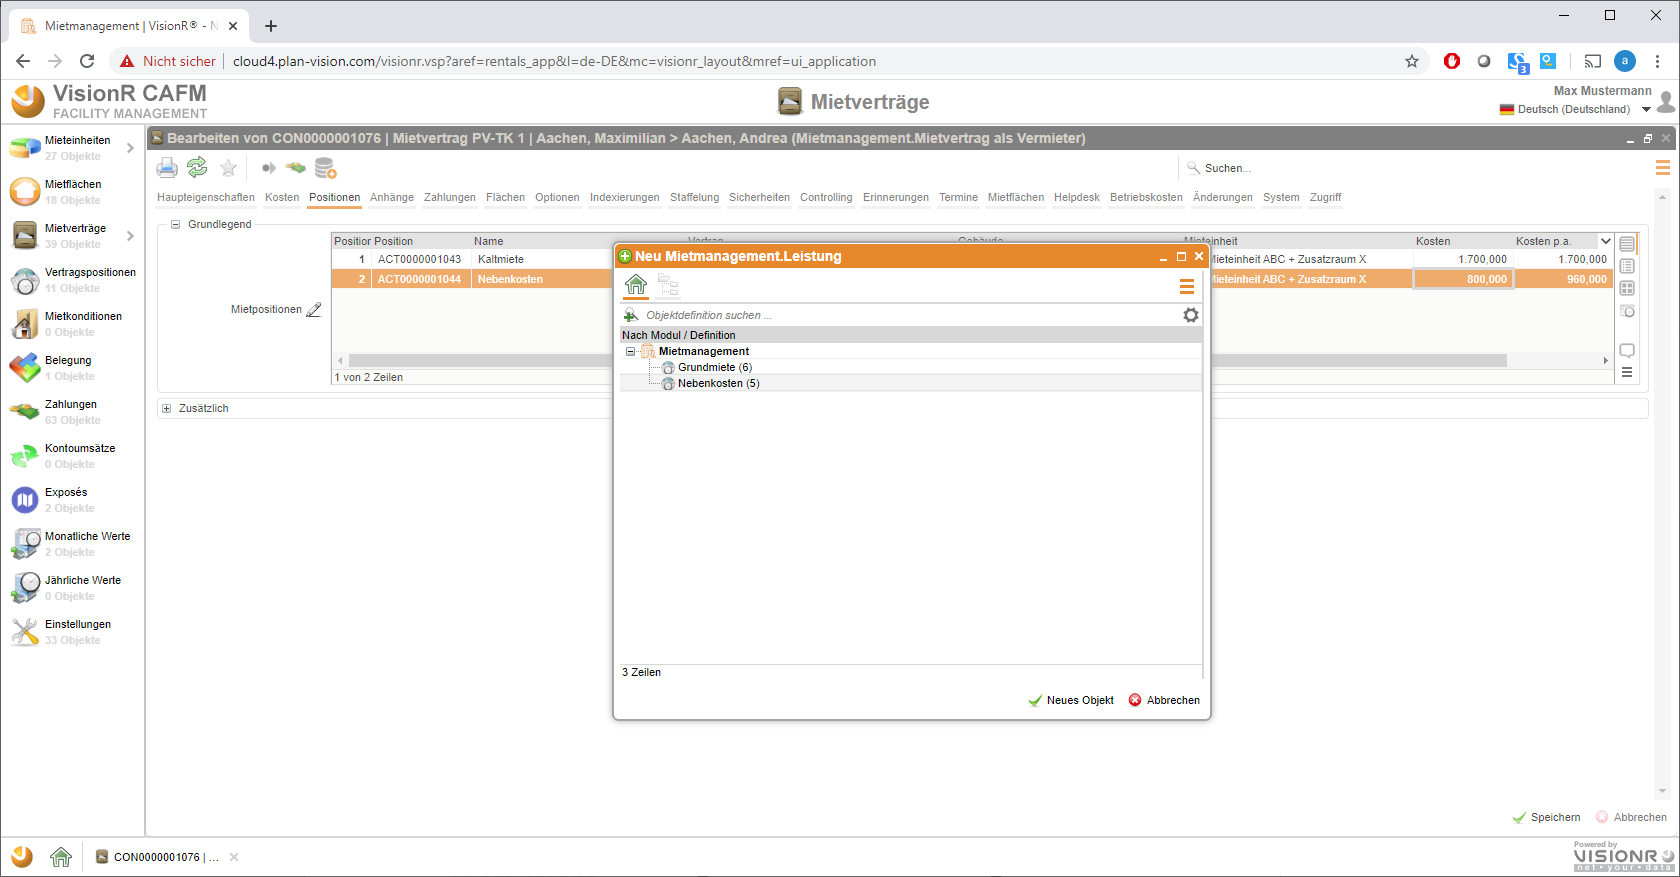 Mietmanagement | VisionR® - N
Nicht sicher | cloud4.plan-vision.com/visionr.vsp?aref=rentals_app&l=de-DE&mc=visionr_layout&mref=ui_application
3
a
VisionR CAFM
FACILITY MANAGEMENT
Mietverträge
Max Mustermann
Deutsch (Deutschland)
Mieteinheiten
27 Objekte
Mietflächen
18 Objekte
Mietverträge
39 Objekte
Vertragspositionen
11 Objekte
Mietkonditionen
0 Objekte
Belegung
1 Objekte
Zahlungen
63 Objekte
Kontoumsätze
0 Objekte
Exposés
2 Objekte
Monatliche Werte
2 Objekte
Jährliche Werte
0 Objekte
Einstellungen
33 Objekte
Bearbeiten von CON0000001076 | Mietvertrag PV-TK 1 | Aachen, Maximilian > Aachen, Andrea (Mietmanagement.Mietvertrag als Vermieter)
Suchen...
Haupteigenschaften Kosten Positionen Anhänge Zahlungen Flächen Optionen Indexierungen Staffelung Sicherheiten Controlling Erinnerungen Termine Mietflächen Helpdesk Betriebskosten Änderungen System Zugriff
Grundlegend
Mietpositionen
Position Position Name Vertrag Gebäude Mieteinheit Kosten Kosten p.a.
1 ACT0000001043 Kaltmiete Mieteinheit ABC + Zusatzraum X 1.700,000 1.700,000
2 ACT0000001044 Nebenkosten Mieteinheit ABC + Zusatzraum X 800,000 960,000
1 von 2 Zeilen
Zusätzlich
Neu Mietmanagement.Leistung
Objektdefinition suchen ...
Nach Modul / Definition
Mietmanagement
Grundmiete (6)
Nebenkosten (5)
3 Zeilen
Neues Objekt Abbrechen
Speichern Abbrechen
CON0000001076 | ...
Powered by
VISIONR
net • your • data